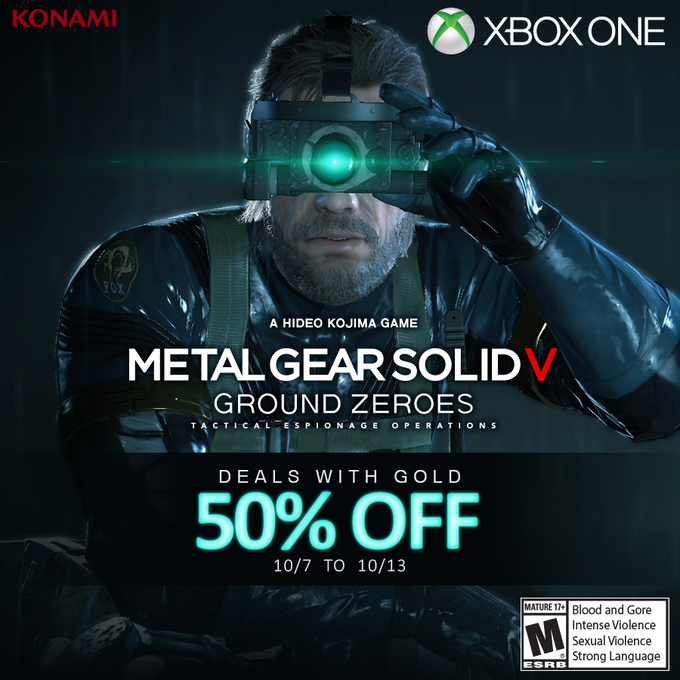 KONAMI
XBOX ONE
FOX
A HIDEO KOJIMA GAME
METAL GEAR SOLID V
GROUND ZEROES
TACTICAL ESPIONAGE OPERATIONS
DEALS WITH GOLD
50% OFF
10/7 TO 10/13
MATURE 17+
M
®
ESRB
Blood and Gore
Intense Violence
Sexual Violence
Strong Language